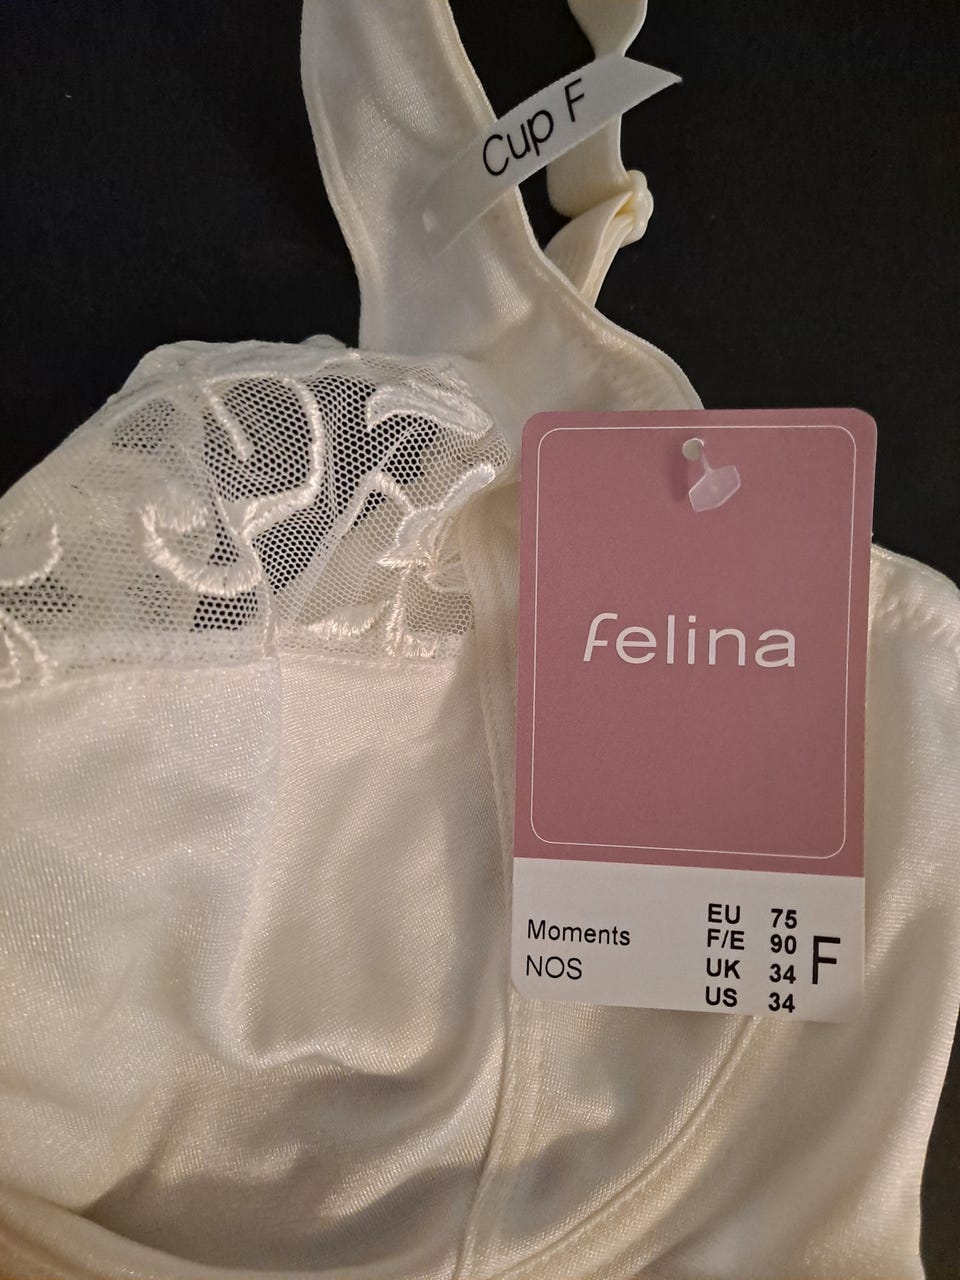 Cup F
felina
Moments
NOS
EU 75
F/E 90
UK 34
US 34
F